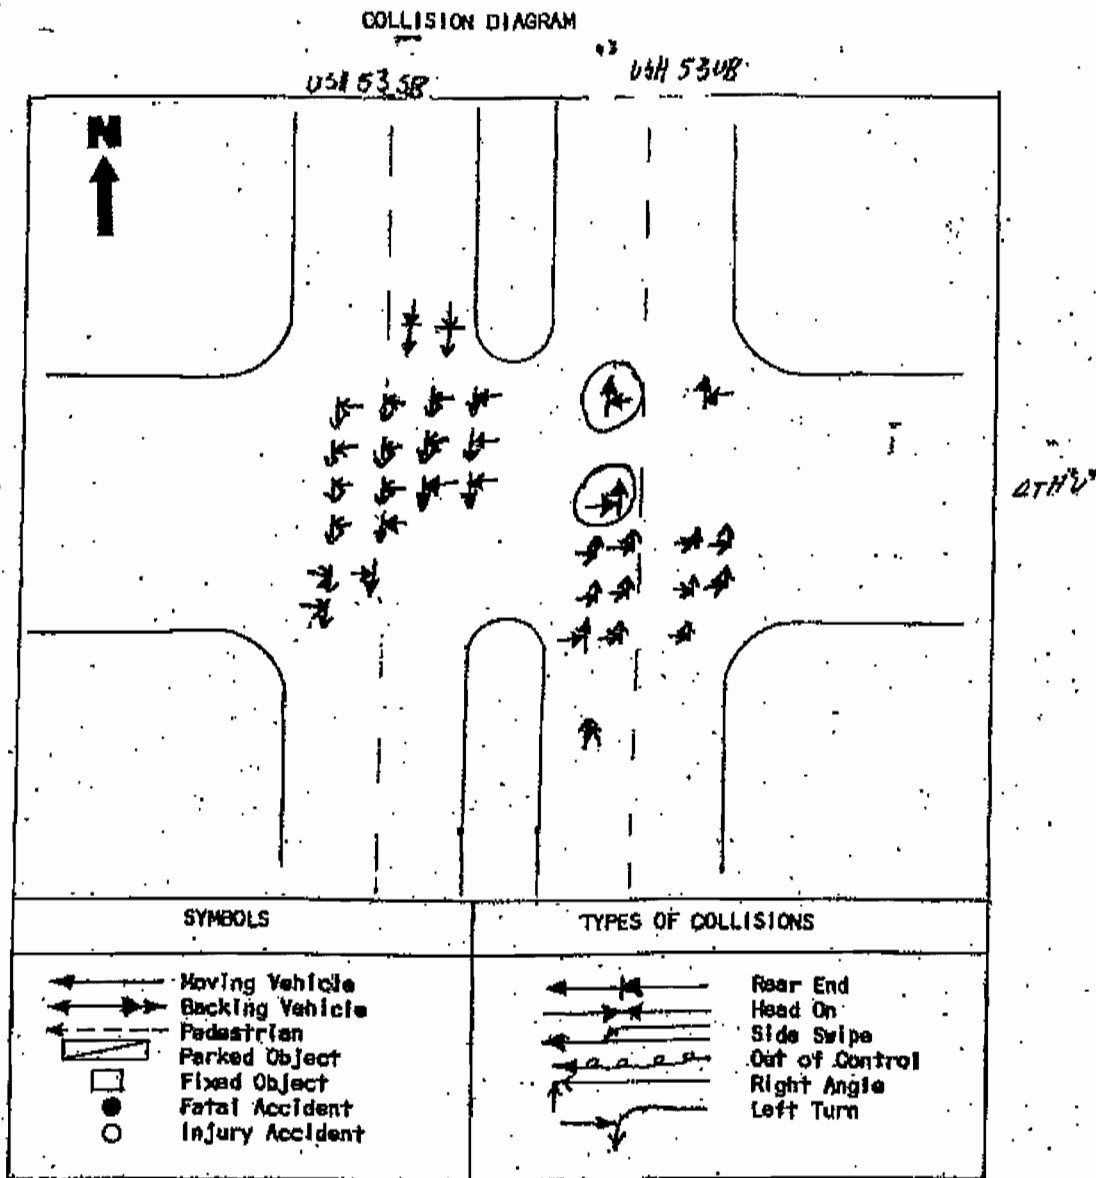 COLLISION DIAGRAM
USH 53 SB
USH 53 NB
N
SYMBOLS
Moving Vehicle
Backing Vehicle
Pedestrian
Parked Object
Fixed Object
Fatal Accident
Injury Accident
TYPES OF COLLISIONS
Rear End
Head On
Side Swipe
Out of Control
Right Angle
Left Turn